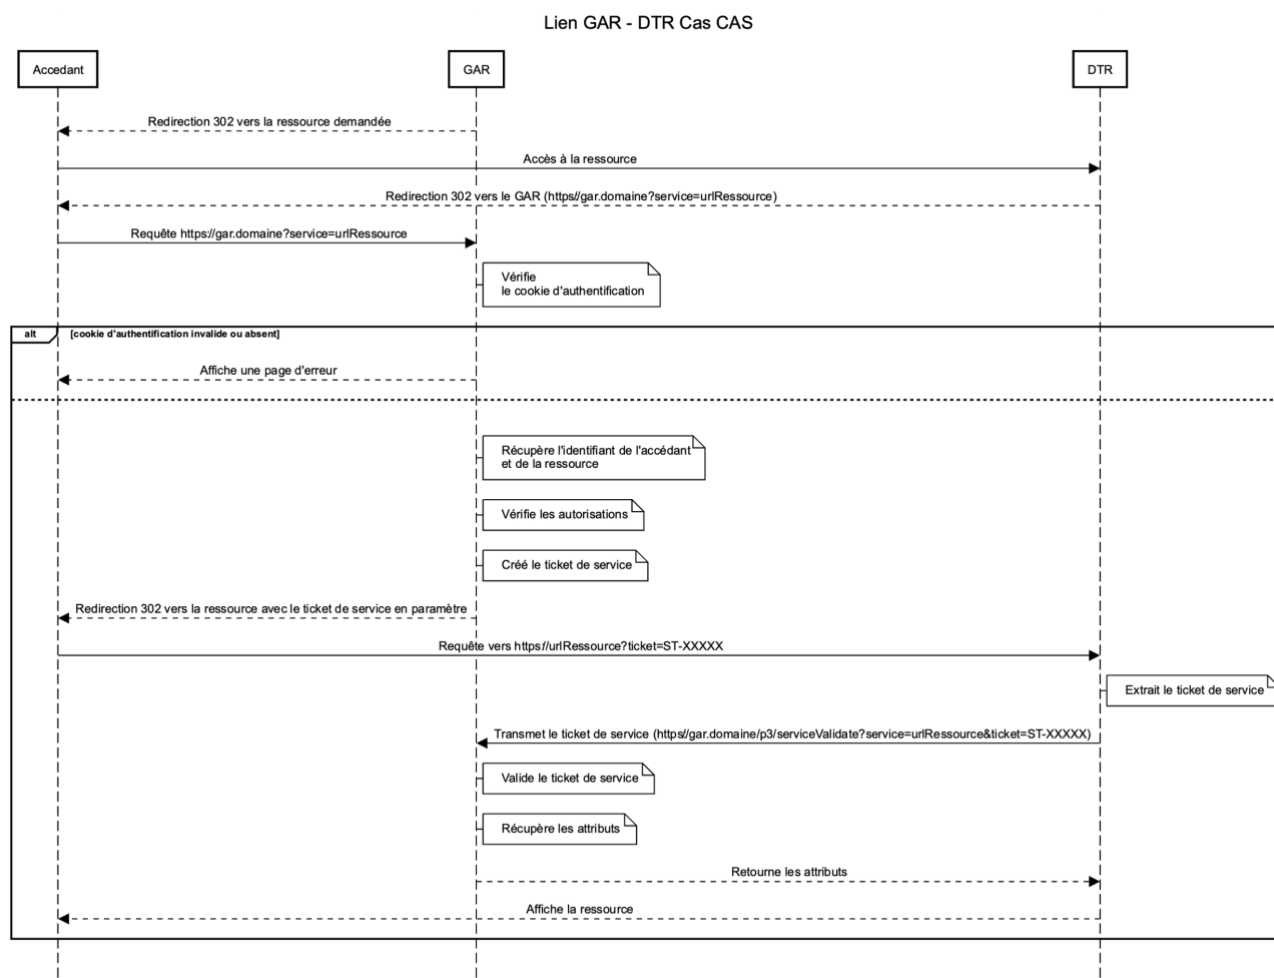 Lien GAR - DTR Cas CAS
Accedant
GAR
DTR
Redirection 302 vers la ressource demandée
Accès à la ressource
Redirection 302 vers le GAR (https//gar.domaine?service=urlRessource)
Requête https://gar.domaine?service=urlRessource
Vérifie
le cookie d'authentification
alt
[cookie d'authentification invalide ou absent]
Affiche une page d'erreur
Récupère l'identifiant de l'accédant
et de la ressource
Vérifie les autorisations
Créé le ticket de service
Redirection 302 vers la ressource avec le ticket de service en paramètre
Requête vers https://urlRessource?ticket=ST-XXXXX
Extrait le ticket de service
Transmet le ticket de service (https//gar.domaine/p3/serviceValidate?service=urlRessource&ticket=ST-XXXXX)
Valide le ticket de service
Récupère les attributs
Retourne les attributs
Affiche la ressource